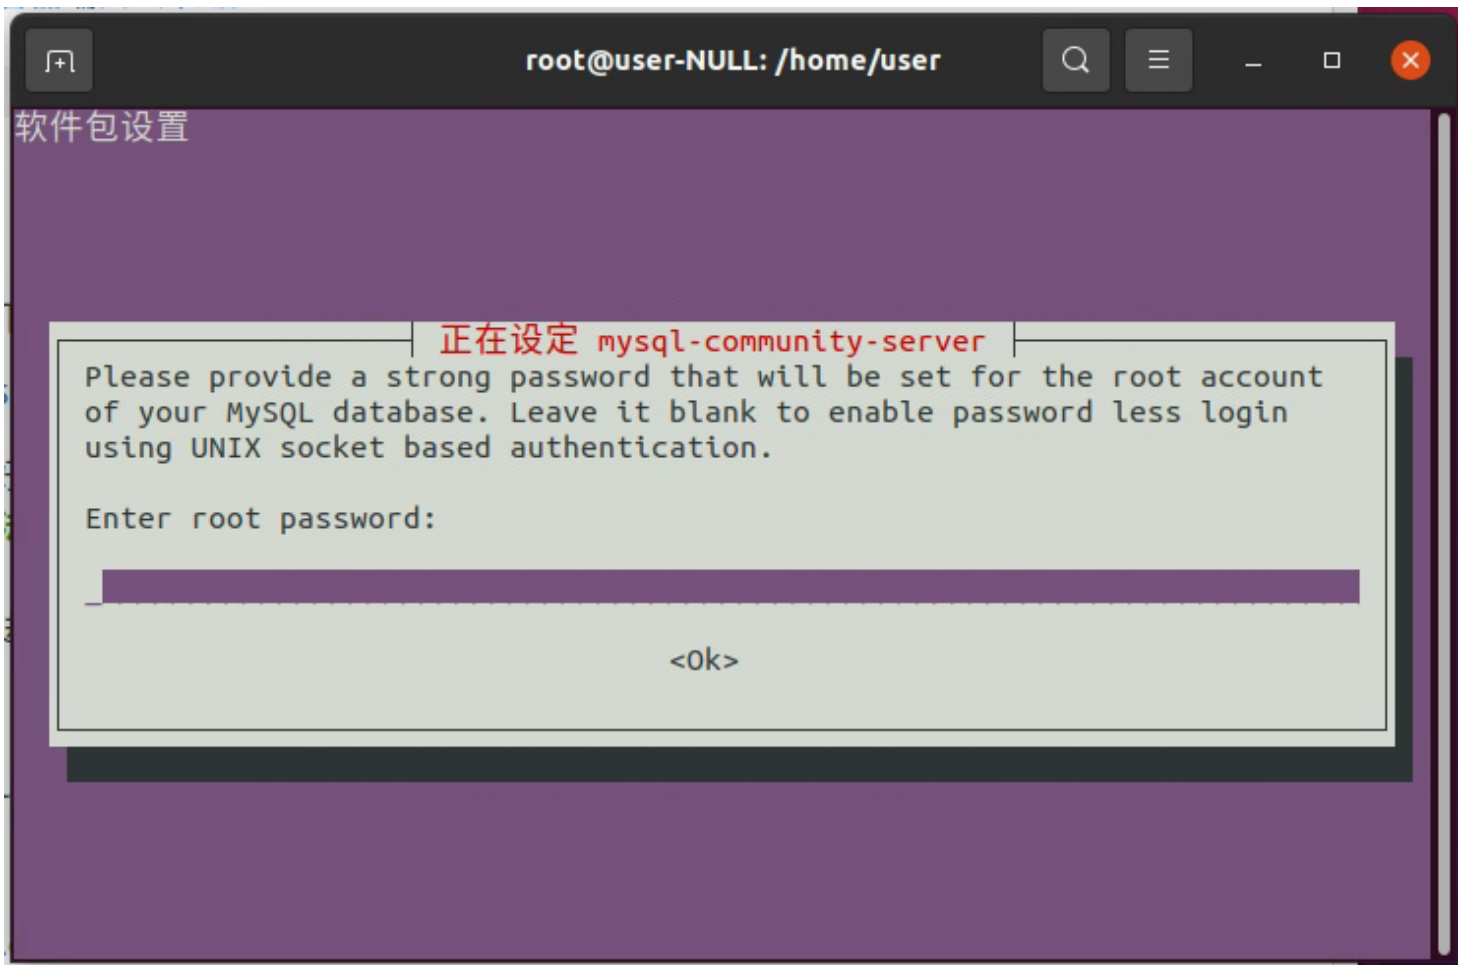 root@user-NULL: /home/user
软件包设置
正在设定 mysql-community-server
Please provide a strong password that will be set for the root account
of your MySQL database. Leave it blank to enable password less login
using UNIX socket based authentication.
Enter root password:
<Ok>